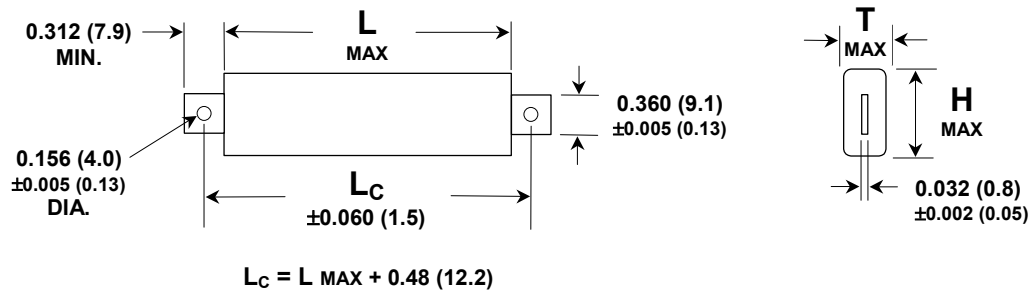 0.312 (7.9)
MIN.
L
MAX
T
MAX
0.360 (9.1)
±0.005 (0.13)
H
MAX
0.156 (4.0)
±0.005 (0.13)
DIA.
LC
±0.060 (1.5)
0.032 (0.8)
±0.002 (0.05)
LC = L MAX + 0.48 (12.2)